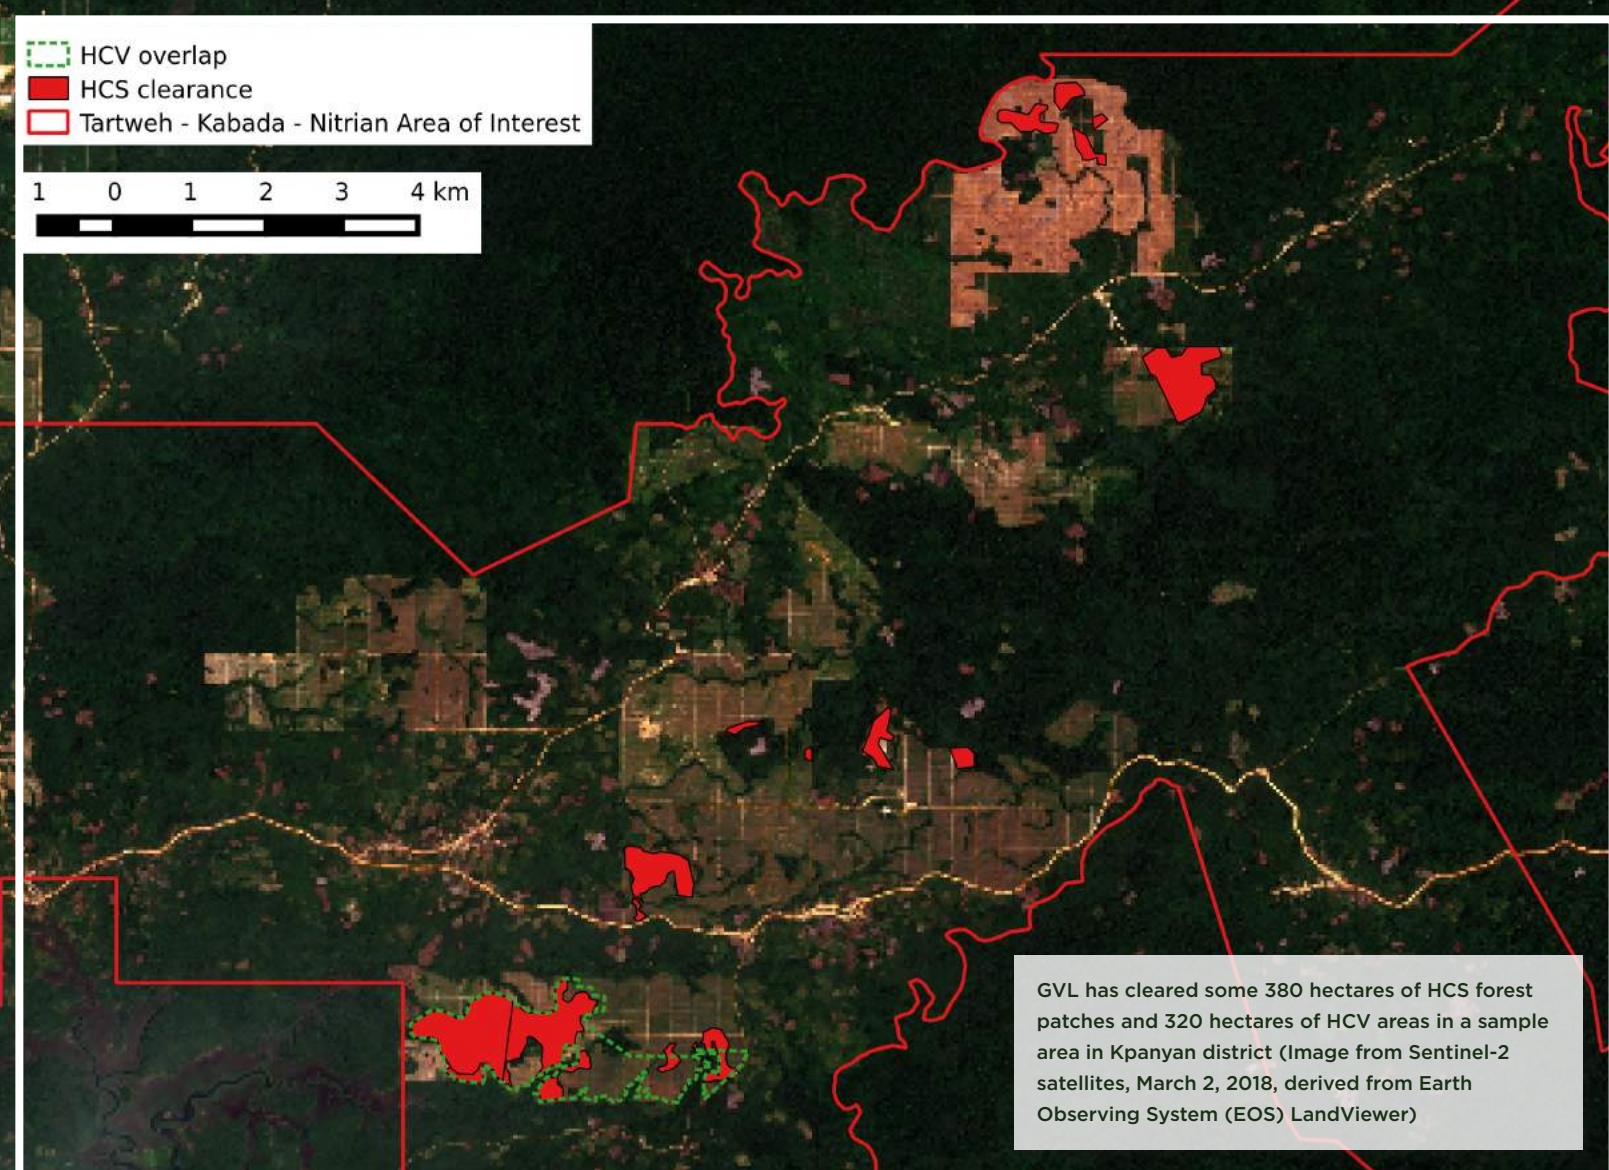 HCV overlap
HCS clearance
Tartweh - Kabada - Nitrian Area of Interest
1 0 1 2 3 4 km
GVL has cleared some 380 hectares of HCS forest
patches and 320 hectares of HCV areas in a sample
area in Kpanyan district (Image from Sentinel-2
satellites, March 2, 2018, derived from Earth
Observing System (EOS) LandViewer)